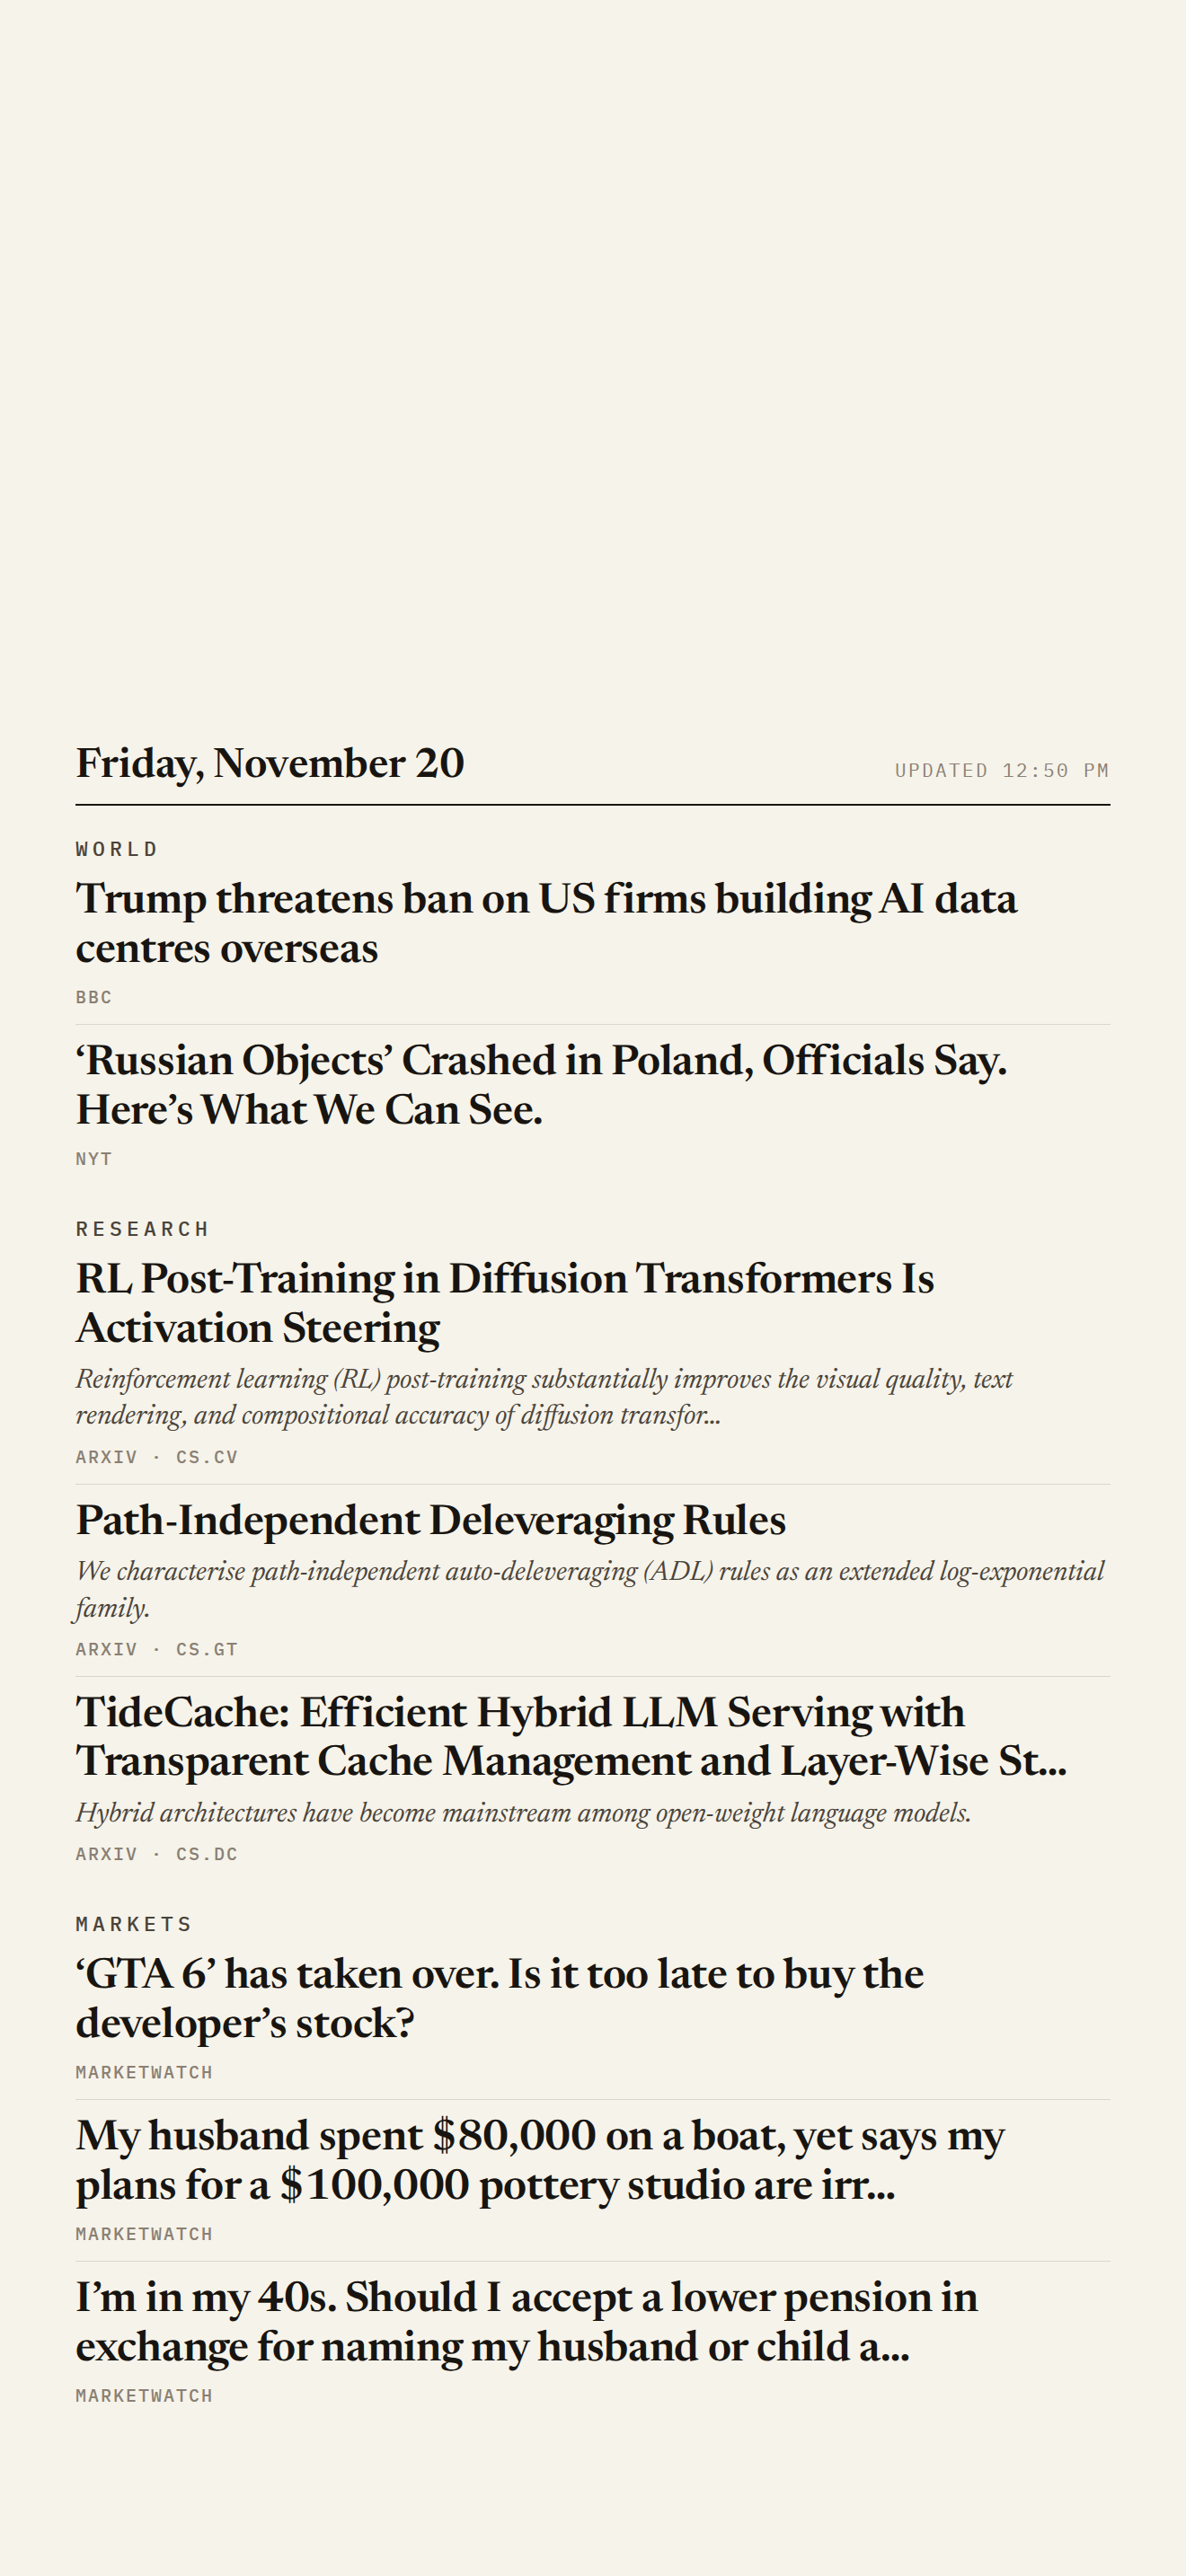 Friday, November 20
UPDATED 12:50 PM
WORLD
Trump threatens ban on US firms building AI data
centres overseas
BBC
‘Russian Objects’ Crashed in Poland, Officials Say.
Here’s What We Can See.
NYT
RESEARCH
RL Post-Training in Diffusion Transformers Is
Activation Steering
Reinforcement learning (RL) post-training substantially improves the visual quality, text
rendering, and compositional accuracy of diffusion transfor...
ARXIV · CS.CV
Path-Independent Deleveraging Rules
We characterise path-independent auto-deleveraging (ADL) rules as an extended log-exponential
family.
ARXIV · CS.GT
TideCache: Efficient Hybrid LLM Serving with
Transparent Cache Management and Layer-Wise St...
Hybrid architectures have become mainstream among open-weight language models.
ARXIV · CS.DC
MARKETS
‘GTA 6’ has taken over. Is it too late to buy the
developer’s stock?
MARKETWATCH
My husband spent $80,000 on a boat, yet says my
plans for a $100,000 pottery studio are irr...
MARKETWATCH
I’m in my 40s. Should I accept a lower pension in
exchange for naming my husband or child a...
MARKETWATCH